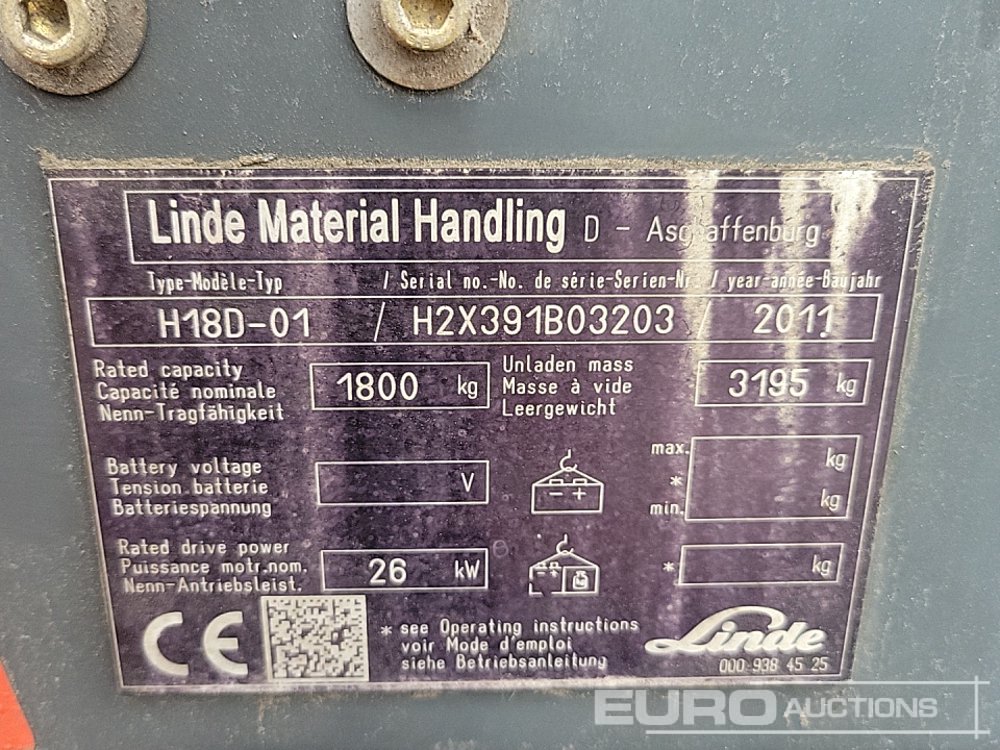 Linde Material Handling D - Aschaffenburg
Type-Modèle-Typ / Serial no.-No. de série-Serien-Nr. / year-année-Baujahr
H18D-01 / H2X391B03203 / 2011
Rated capacity
Capacité nominale
Nenn-Tragfähigkeit
1800 kg
Unladen mass
Masse à vide
Leergewicht
3195 kg
Battery voltage
Tension batterie
Batteriespannung
V
max.
*
min.
kg
kg
Rated drive power
Puissance motr.nom.
Nenn-Antriebsleist.
26 kW
* kg
CE
* see Operating instructions
voir Mode d'emploi
siehe Betriebsanleitung
Linde
000 938 45 25
EURO AUCTIONS